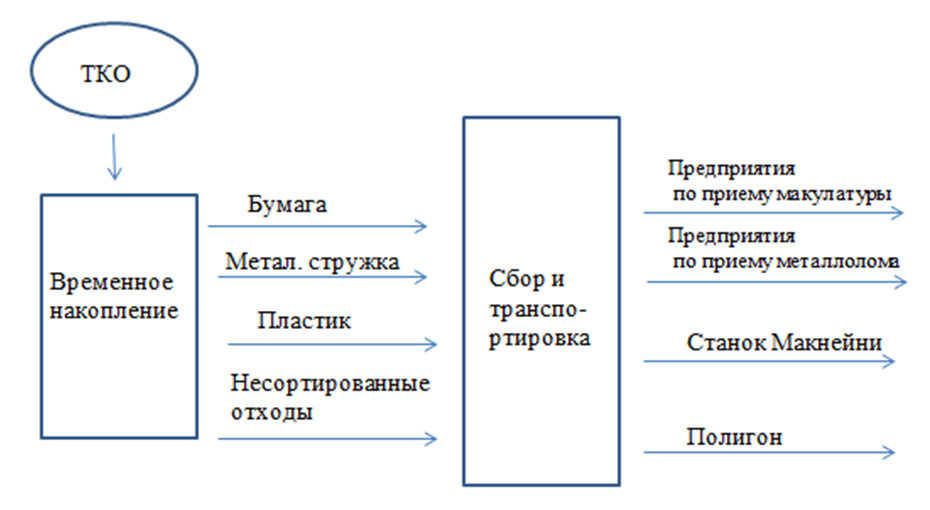 ТКО
Временное
накопление
Бумага
Метал. стружка
Пластик
Несортированные
отходы
Сбор и
транспо-
ртировка
Предприятия
по приему макулатуры
Предприятия
по приему металлолома
Станок Макнейни
Полигон